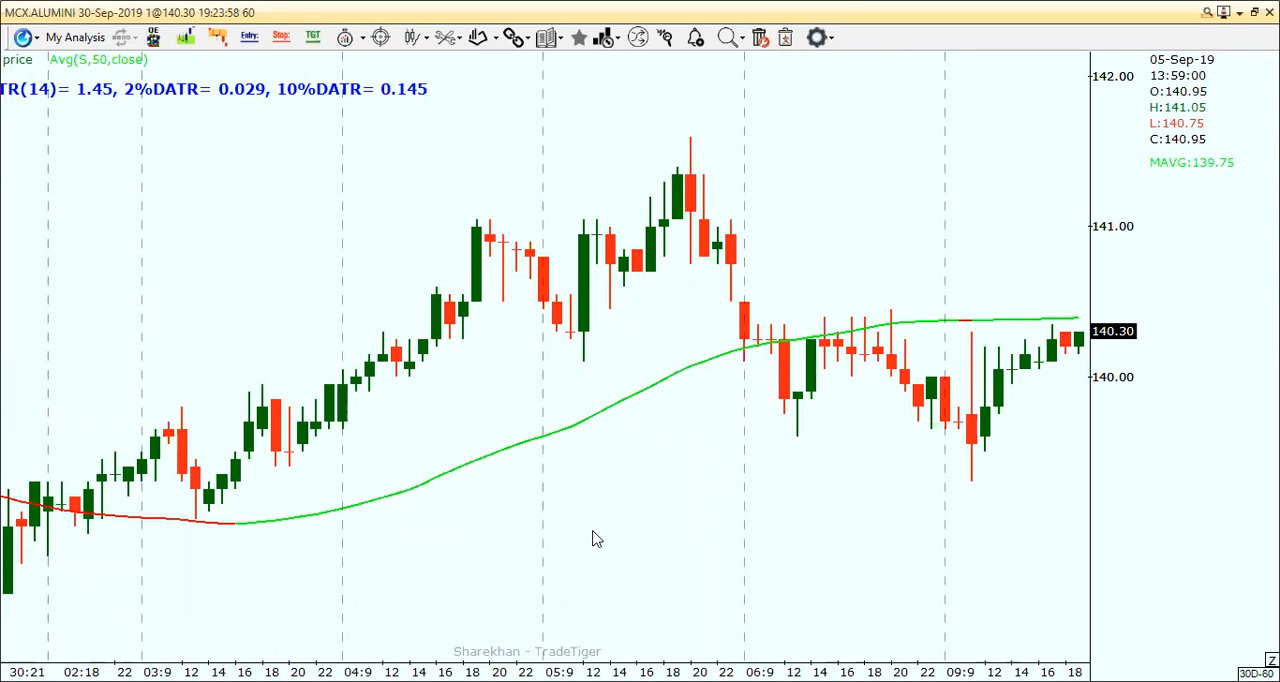 MCX.ALUMINI 30-Sep-2019 1@140.30 19:23:58 60
My Analysis OE Entry: Stop: TGT
price Avg(S,50,close)
TR(14)= 1.45, 2%DATR= 0.029, 10%DATR= 0.145
05-Sep-19
13:59:00
O:140.95
H:141.05
L:140.75
C:140.95
MAVG:139.75
142.00
141.00
140.30
140.00
Sharekhan - TradeTiger
30:21 02:18 22 03:9 12 14 16 18 20 22 04:9 12 14 16 18 20 22 05:9 12 14 16 18 20 22 06:9 12 14 16 18 20 22 09:9 12 14 16 18
Z
30D-60